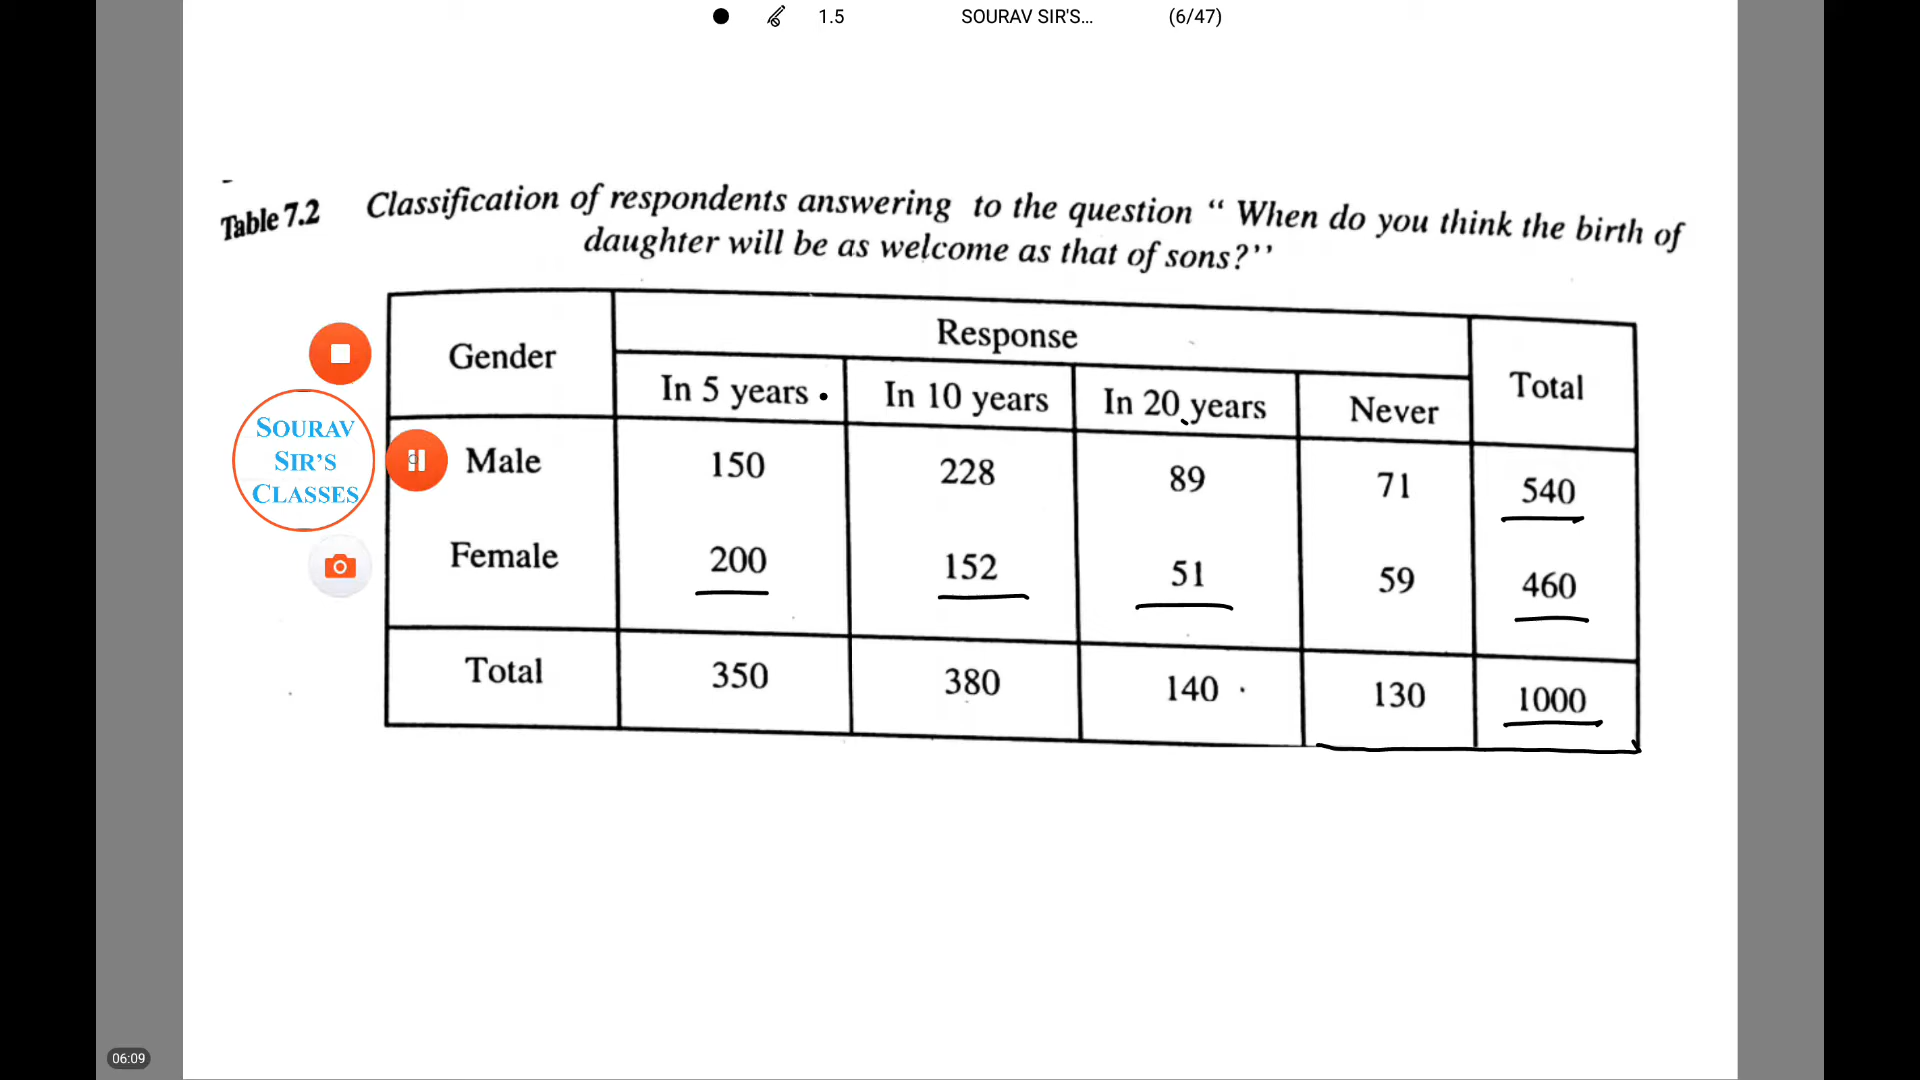 1.5 SOURAV SIR'S... (6/47)
Table 7.2 Classification of respondents answering to the question “ When do you think the birth of
daughter will be as welcome as that of sons?’’
Gender Response Total
In 5 years In 10 years In 20 years Never
Male 150 228 89 71 540
Female 200 152 51 59 460
Total 350 380 140 130 1000
SOURAV
SIR’S
CLASSES
06:09